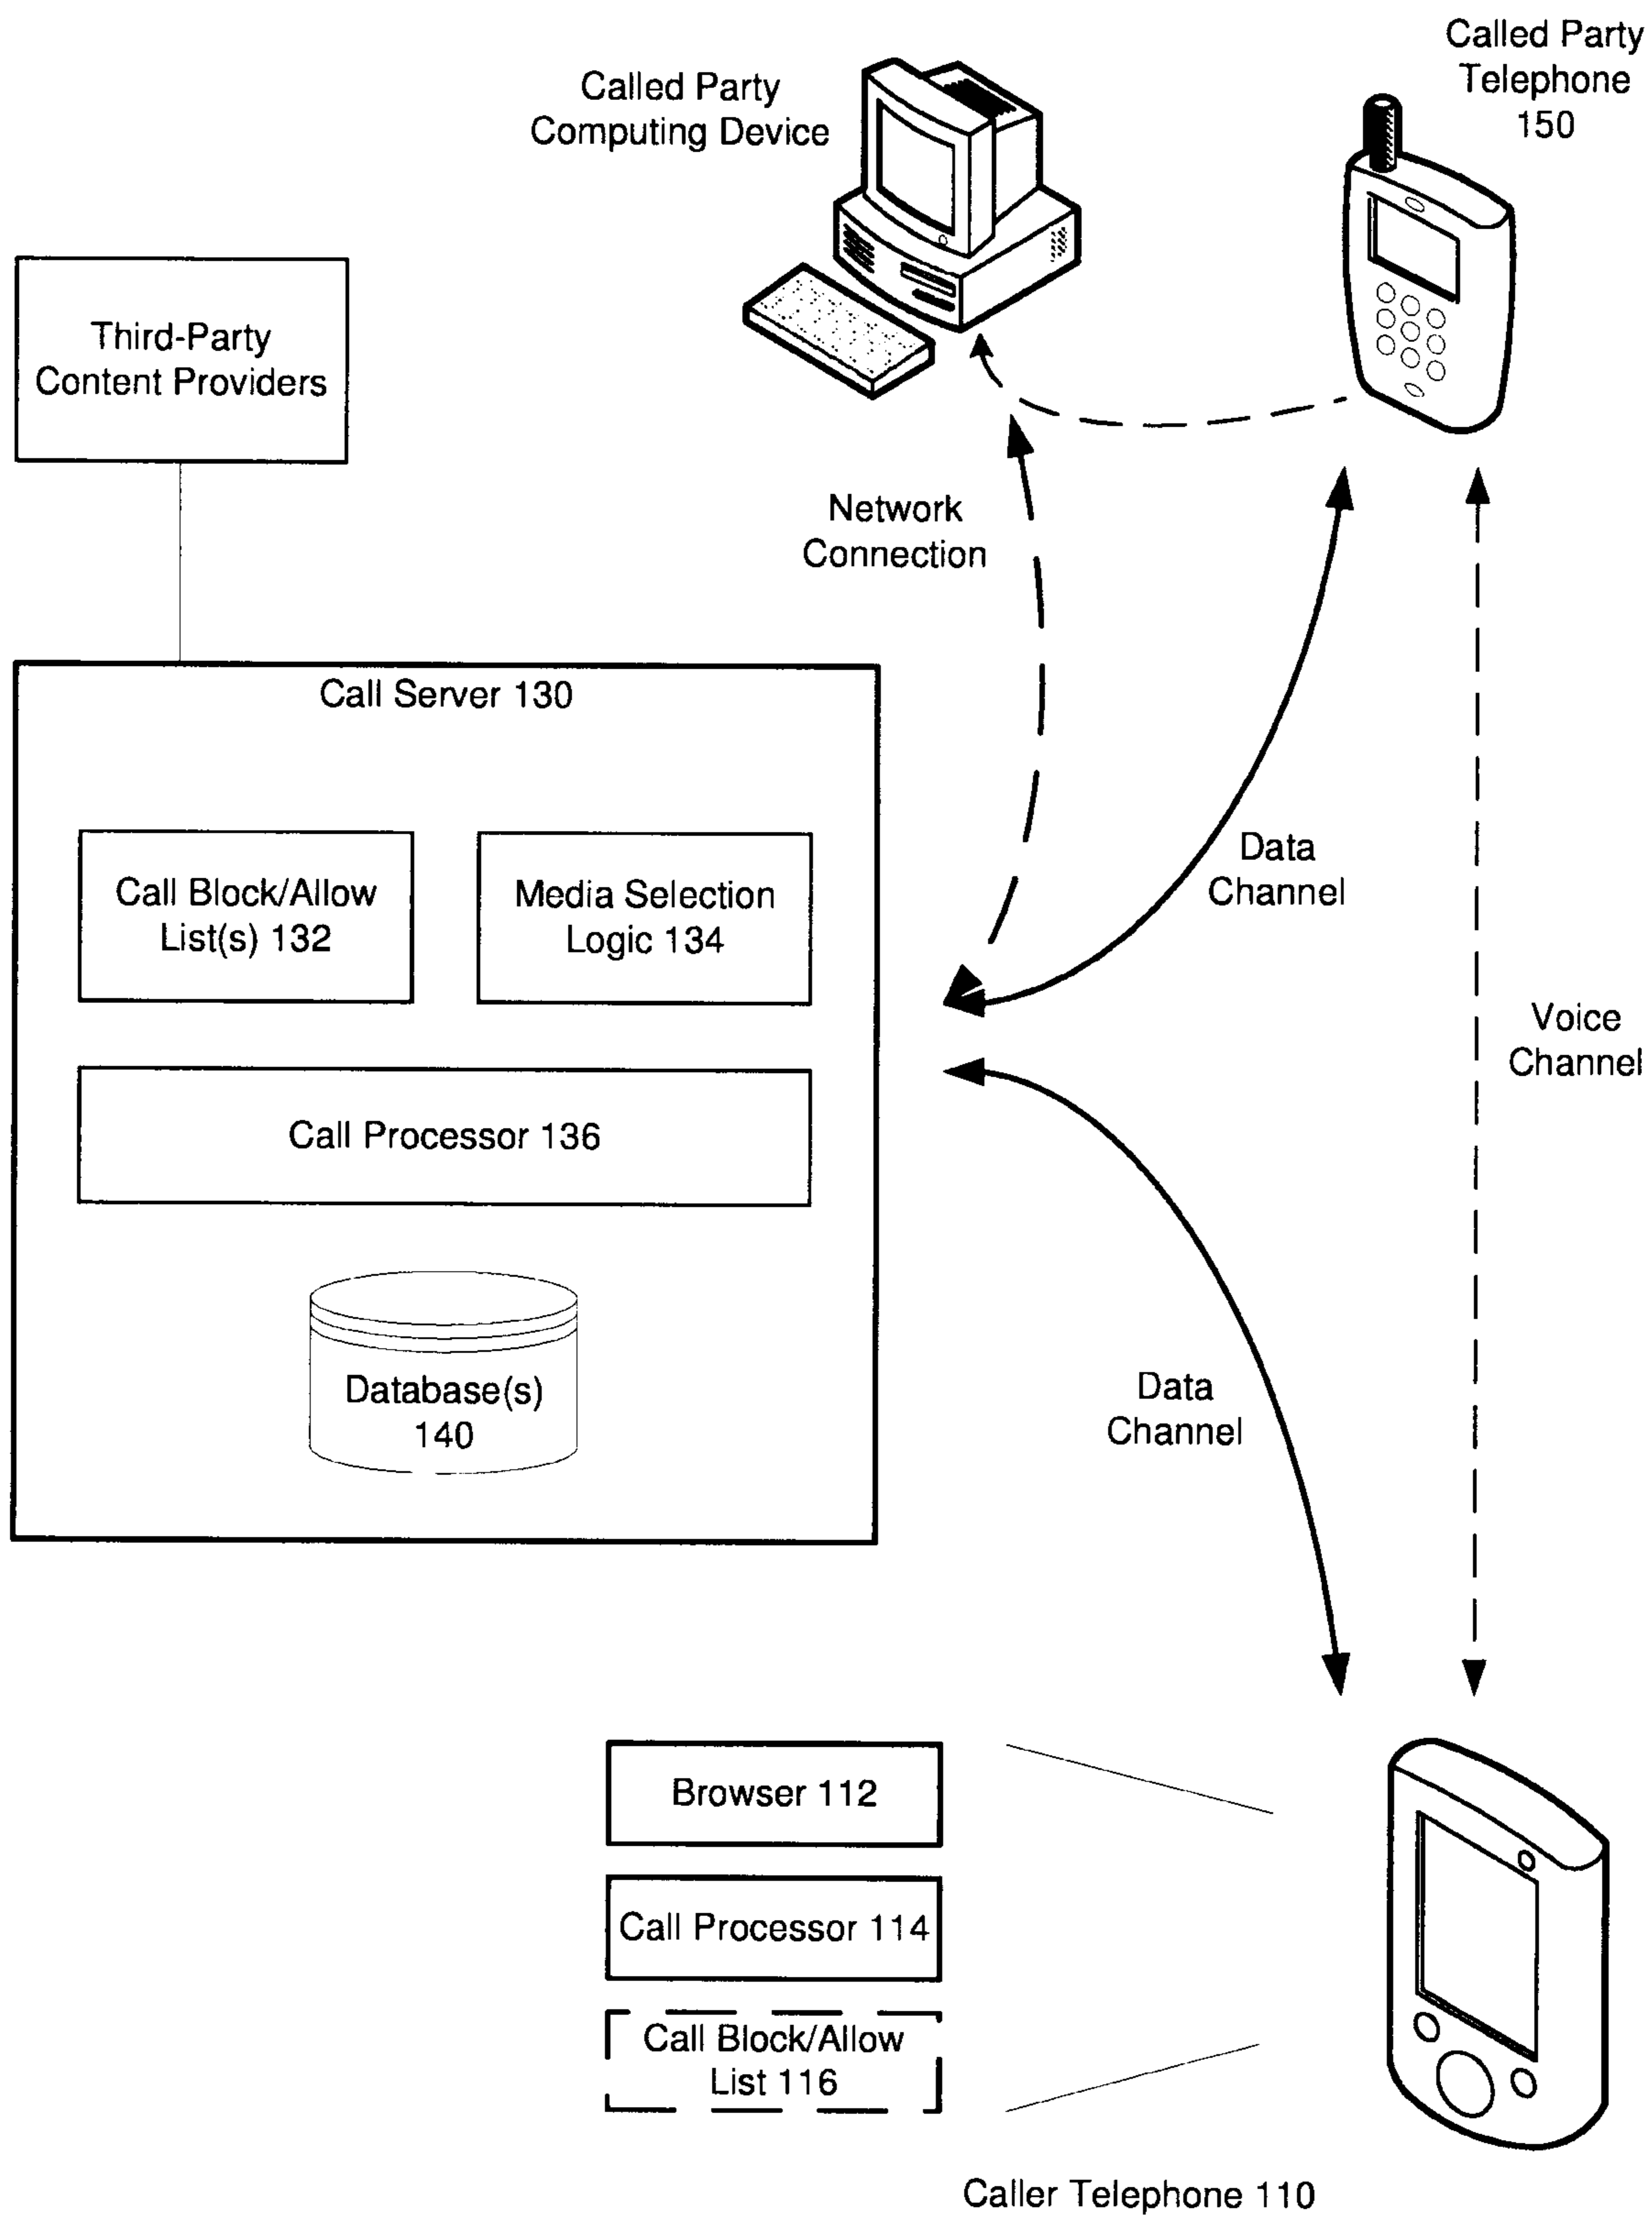 Called Party
Telephone
150
Called Party
Computing Device
Third-Party
Content Providers
Network
Connection
Call Server 130
Call Block/Allow
List(s) 132
Media Selection
Logic 134
Data
Channel
Voice
Channel
Call Processor 136
Database(s)
140
Data
Channel
Browser 112
Call Processor 114
Call Block/Allow
List 116
Caller Telephone 110